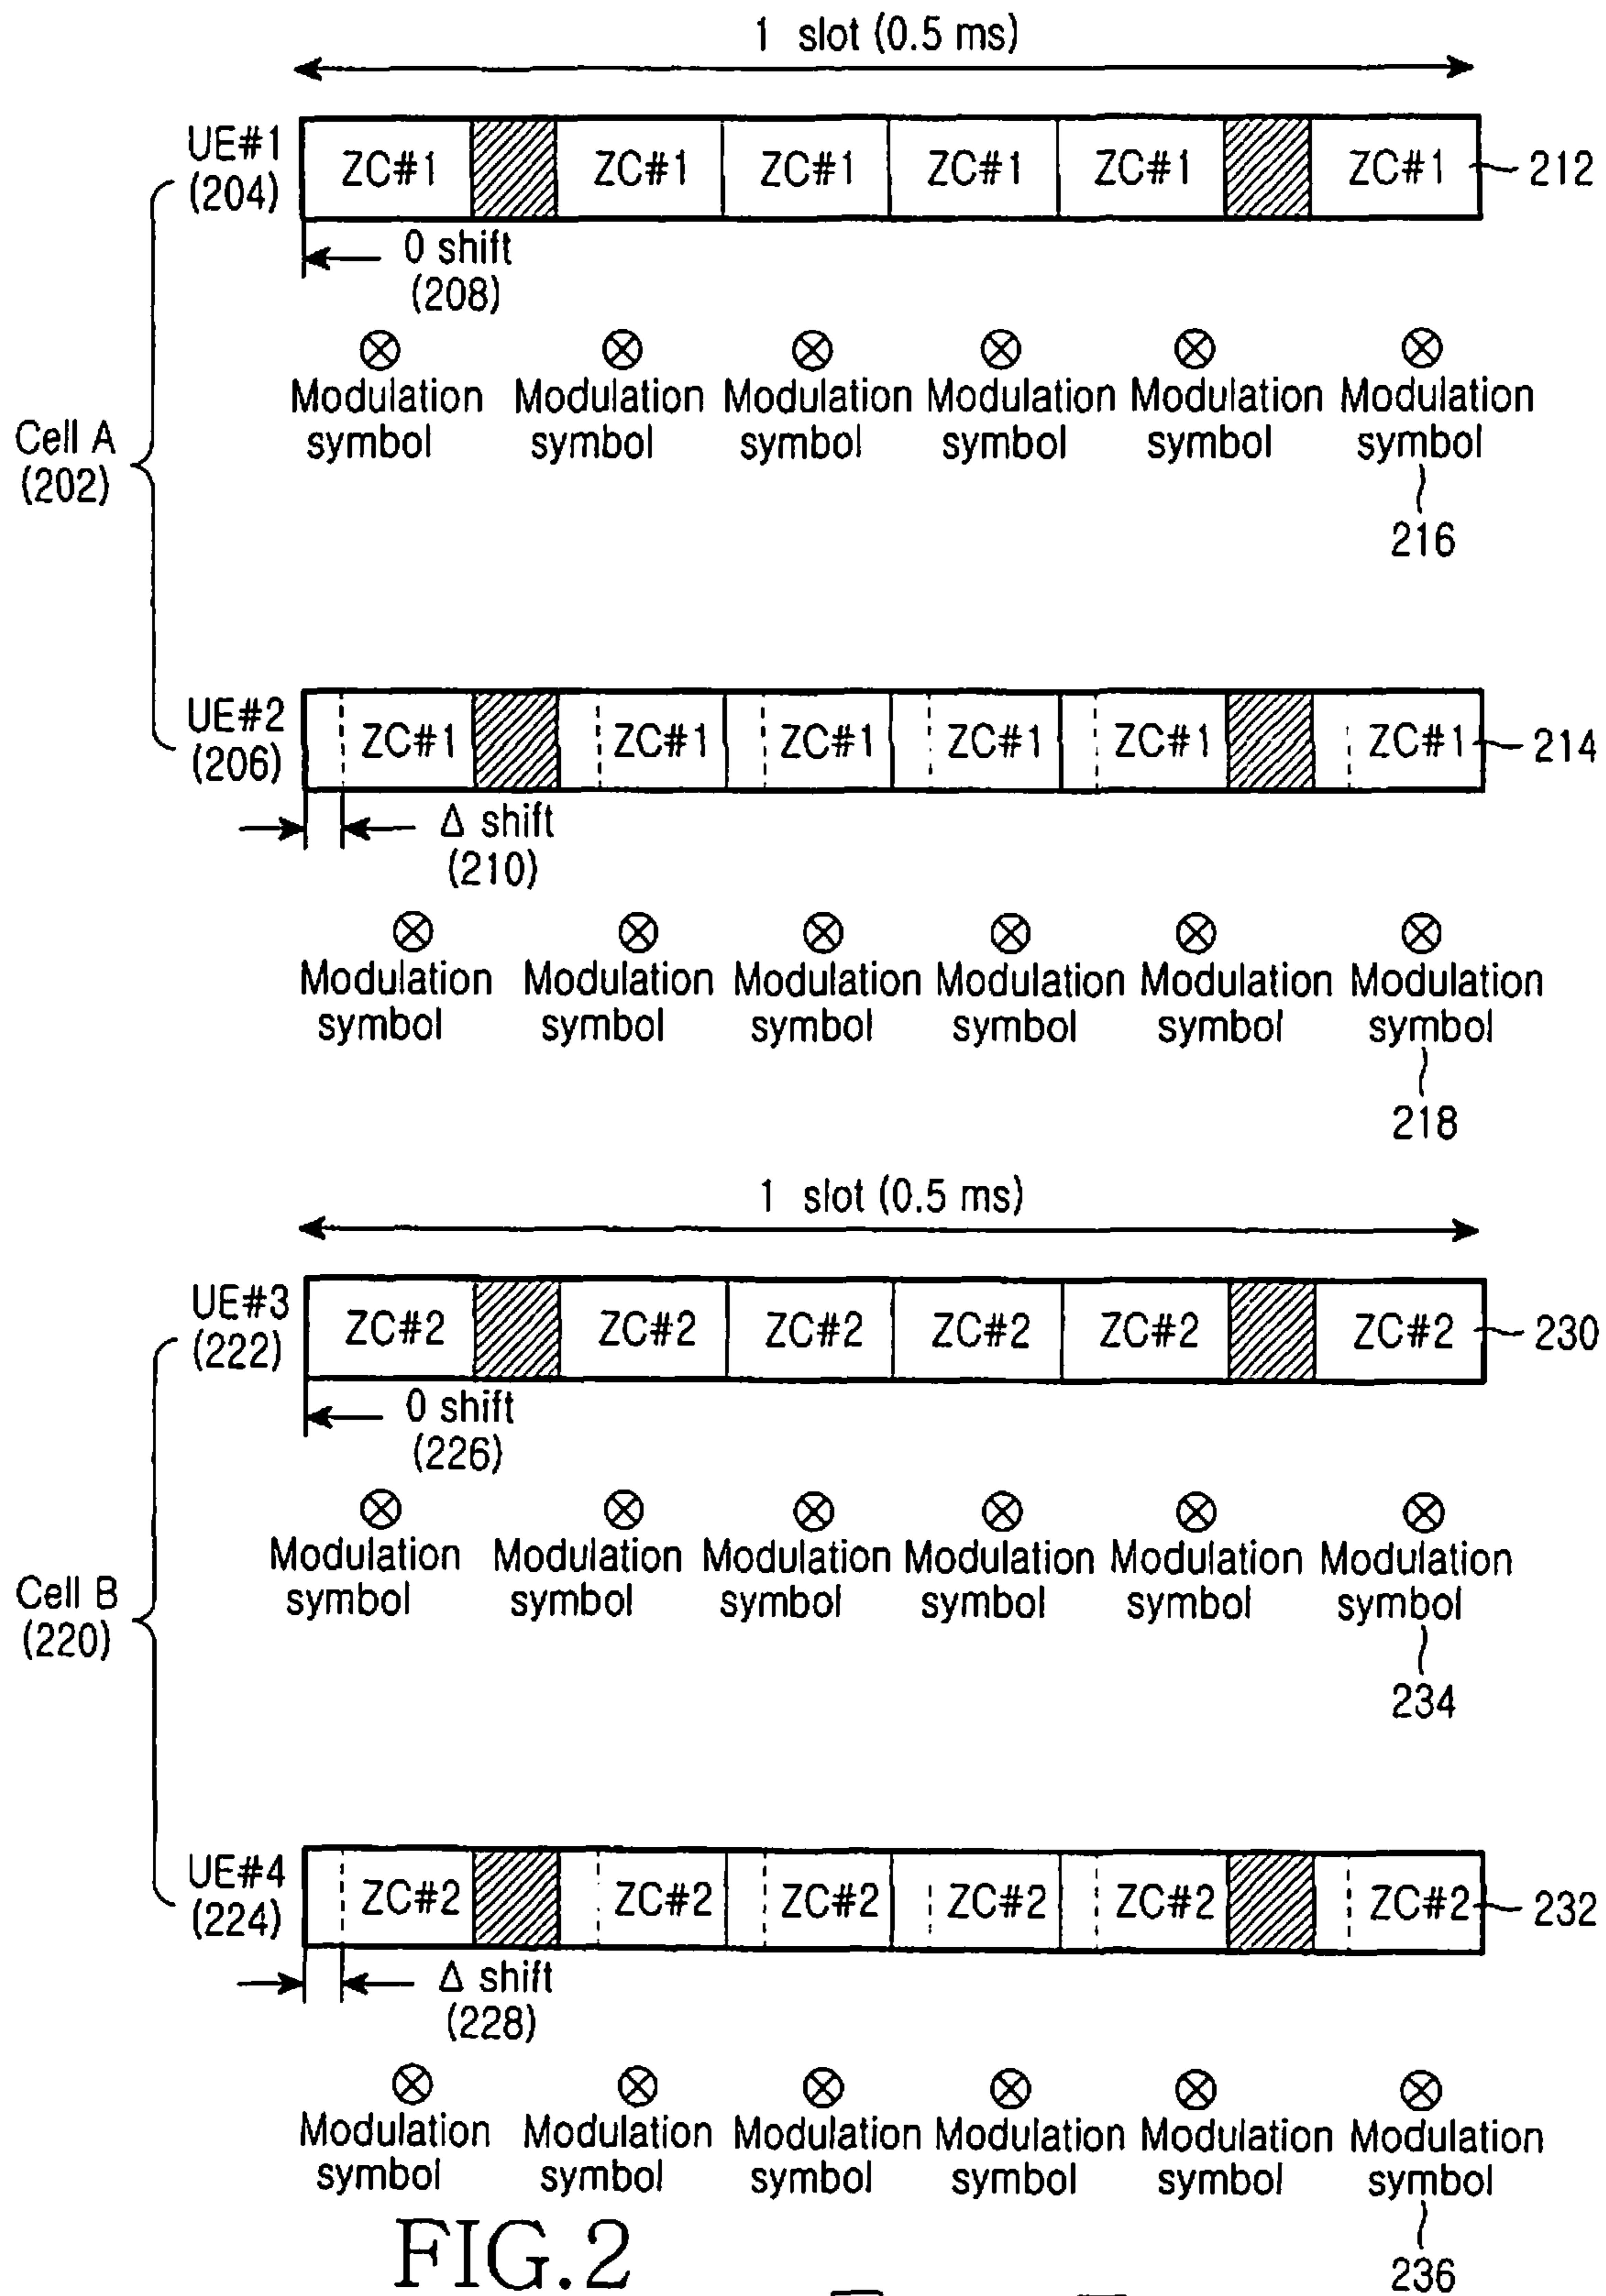 1 slot (0.5 ms)
UE#1
(204)
ZC#1 ZC#1 ZC#1 ZC#1 ZC#1 ZC#1
212
0 shift
(208)
Modulation Modulation Modulation Modulation Modulation Modulation
symbol symbol symbol symbol symbol symbol
Cell A
(202)
216
UE#2
(206)
ZC#1 ZC#1 ZC#1 ZC#1 ZC#1 ZC#1
214
Δ shift
(210)
Modulation Modulation Modulation Modulation Modulation Modulation
symbol symbol symbol symbol symbol symbol
218
1 slot (0.5 ms)
UE#3
(222)
ZC#2 ZC#2 ZC#2 ZC#2 ZC#2 ZC#2
230
0 shift
(226)
Modulation Modulation Modulation Modulation Modulation Modulation
symbol symbol symbol symbol symbol symbol
Cell B
(220)
234
UE#4
(224)
ZC#2 ZC#2 ZC#2 ZC#2 ZC#2 ZC#2
232
Δ shift
(228)
Modulation Modulation Modulation Modulation Modulation Modulation
symbol symbol symbol symbol symbol symbol
236
FIG.2